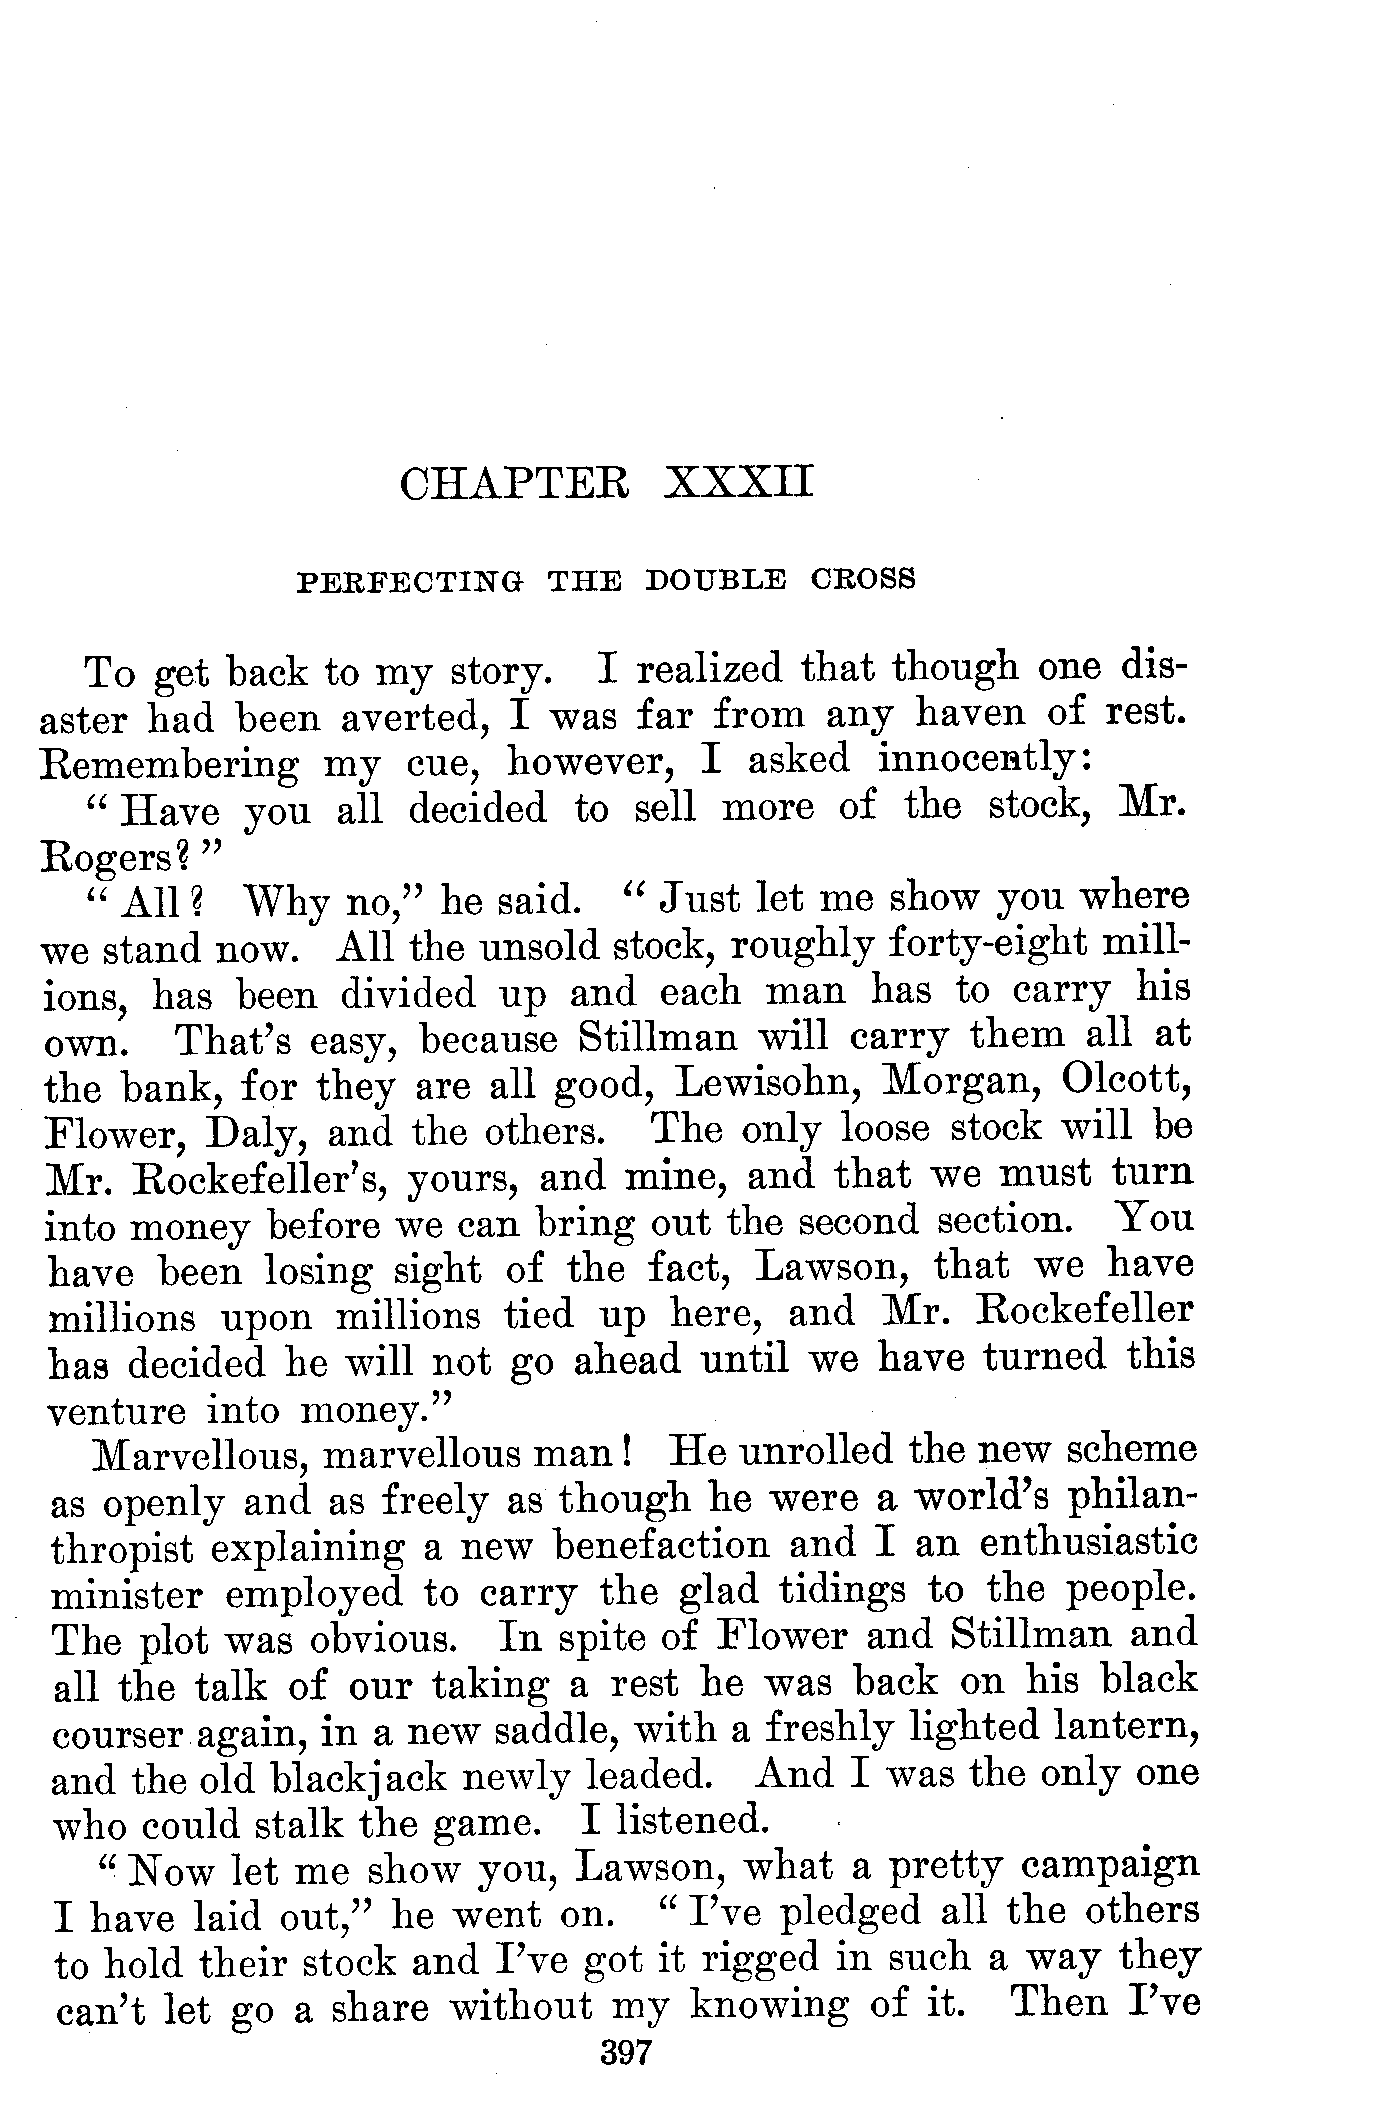 CHAPTER XXXII
PERFECTING THE DOUBLE CROSS
To get back to my story. I realized that though one dis-
aster had been averted, I was far from any haven of rest.
Remembering my cue, however, I asked innocently:
“ Have you all decided to sell more of the stock, Mr.
Rogers? ”
“ All ? Why no,” he said. “ Just let me show you where
we stand now. All the unsold stock, roughly forty-eight mill-
ions, has been divided up and each man has to carry his
own. That’s easy, because Stillman will carry them all at
the bank, for they are all good, Lewisohn, Morgan, Olcott,
Flower, Daly, and the others. The only loose stock will be
Mr. Rockefeller’s, yours, and mine, and that we must turn
into money before we can bring out the second section. You
have been losing sight of the fact, Lawson, that we have
millions upon millions tied up here, and Mr. Rockefeller
has decided he will not go ahead until we have turned this
venture into money.”
Marvellous, marvellous man ! He unrolled the new scheme
as openly and as freely as though he were a world’s philan-
thropist explaining a new benefaction and I an enthusiastic
minister employed to carry the glad tidings to the people.
The plot was obvious. In spite of Flower and Stillman and
all the talk of our taking a rest he was back on his black
courser again, in a new saddle, with a freshly lighted lantern,
and the old blackjack newly leaded. And I was the only one
who could stalk the game. I listened.
“ Now let me show you, Lawson, what a pretty campaign
I have laid out,” he went on. “ I’ve pledged all the others
to hold their stock and I’ve got it rigged in such a way they
can’t let go a share without my knowing of it. Then I’ve
397